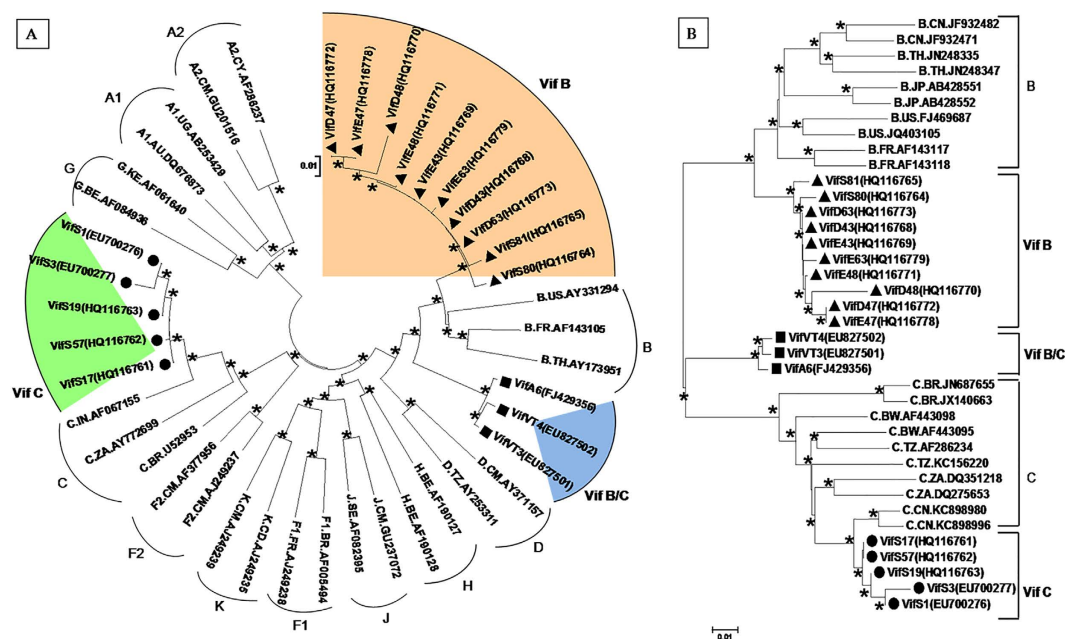 A
A2
A2.CY.AF286237
A2.CM.GU201516
A1
A1.UG.AB253429
A1.AU.DQ676873
G
G.KE.AF061640
G.BE.AF084936
VifS1(EU700276)
VifS3(EU700277)
VifS19(HQ116763)
VifS57(HQ116762)
VifS17(HQ116761)
Vif C
C.IN.AF067155
C.ZA.AY772699
C.BR.U52953
C
F2.CM.AF377956
F2.CM.AJ249237
F2
K.CM.AJ249239
K.CD.AJ249235
K
F1.FR.AJ249238
F1.BR.AF005494
F1
J.SE.AF082395
J.CM.GU237072
J
H.BE.AF190128
H.BE.AF190127
H
D.TZ.AY253311
D.CM.AY371157
D
VifVT3(EU827501)
VifVT4(EU827502)
VifA6(FJ429356)
Vif B/C
B.TH.AY173951
B.FR.AF143105
B.US.AY331294
B
VifS80(HQ116764)
VifS81(HQ116765)
VifD63(HQ116773)
VifD43(HQ116768)
VifE63(HQ116779)
VifE43(HQ116769)
VifE48(HQ116771)
VifD48(HQ116770)
VifE47(HQ116778)
VifD47(HQ116772)
Vif B
0.01
B
B.CN.JF932482
B.CN.JF932471
B.TH.JN248335
B.TH.JN248347
B.JP.AB428551
B.JP.AB428552
B.US.FJ469687
B.US.JQ403105
B.FR.AF143117
B.FR.AF143118
B
VifS81(HQ116765)
VifS80(HQ116764)
VifD63(HQ116773)
VifD43(HQ116768)
VifE43(HQ116769)
VifE63(HQ116779)
VifE48(HQ116771)
VifD48(HQ116770)
VifD47(HQ116772)
VifE47(HQ116778)
Vif B
VifVT4(EU827502)
VifVT3(EU827501)
VifA6(FJ429356)
Vif B/C
C.BR.JN687655
C.BR.JX140663
C.BW.AF443098
C.BW.AF443095
C.TZ.AF286234
C.TZ.KC156220
C.ZA.DQ351218
C.ZA.DQ275653
C.CN.KC898980
C.CN.KC898996
C
VifS17(HQ116761)
VifS57(HQ116762)
VifS19(HQ116763)
VifS3(EU700277)
VifS1(EU700276)
Vif C
0.01